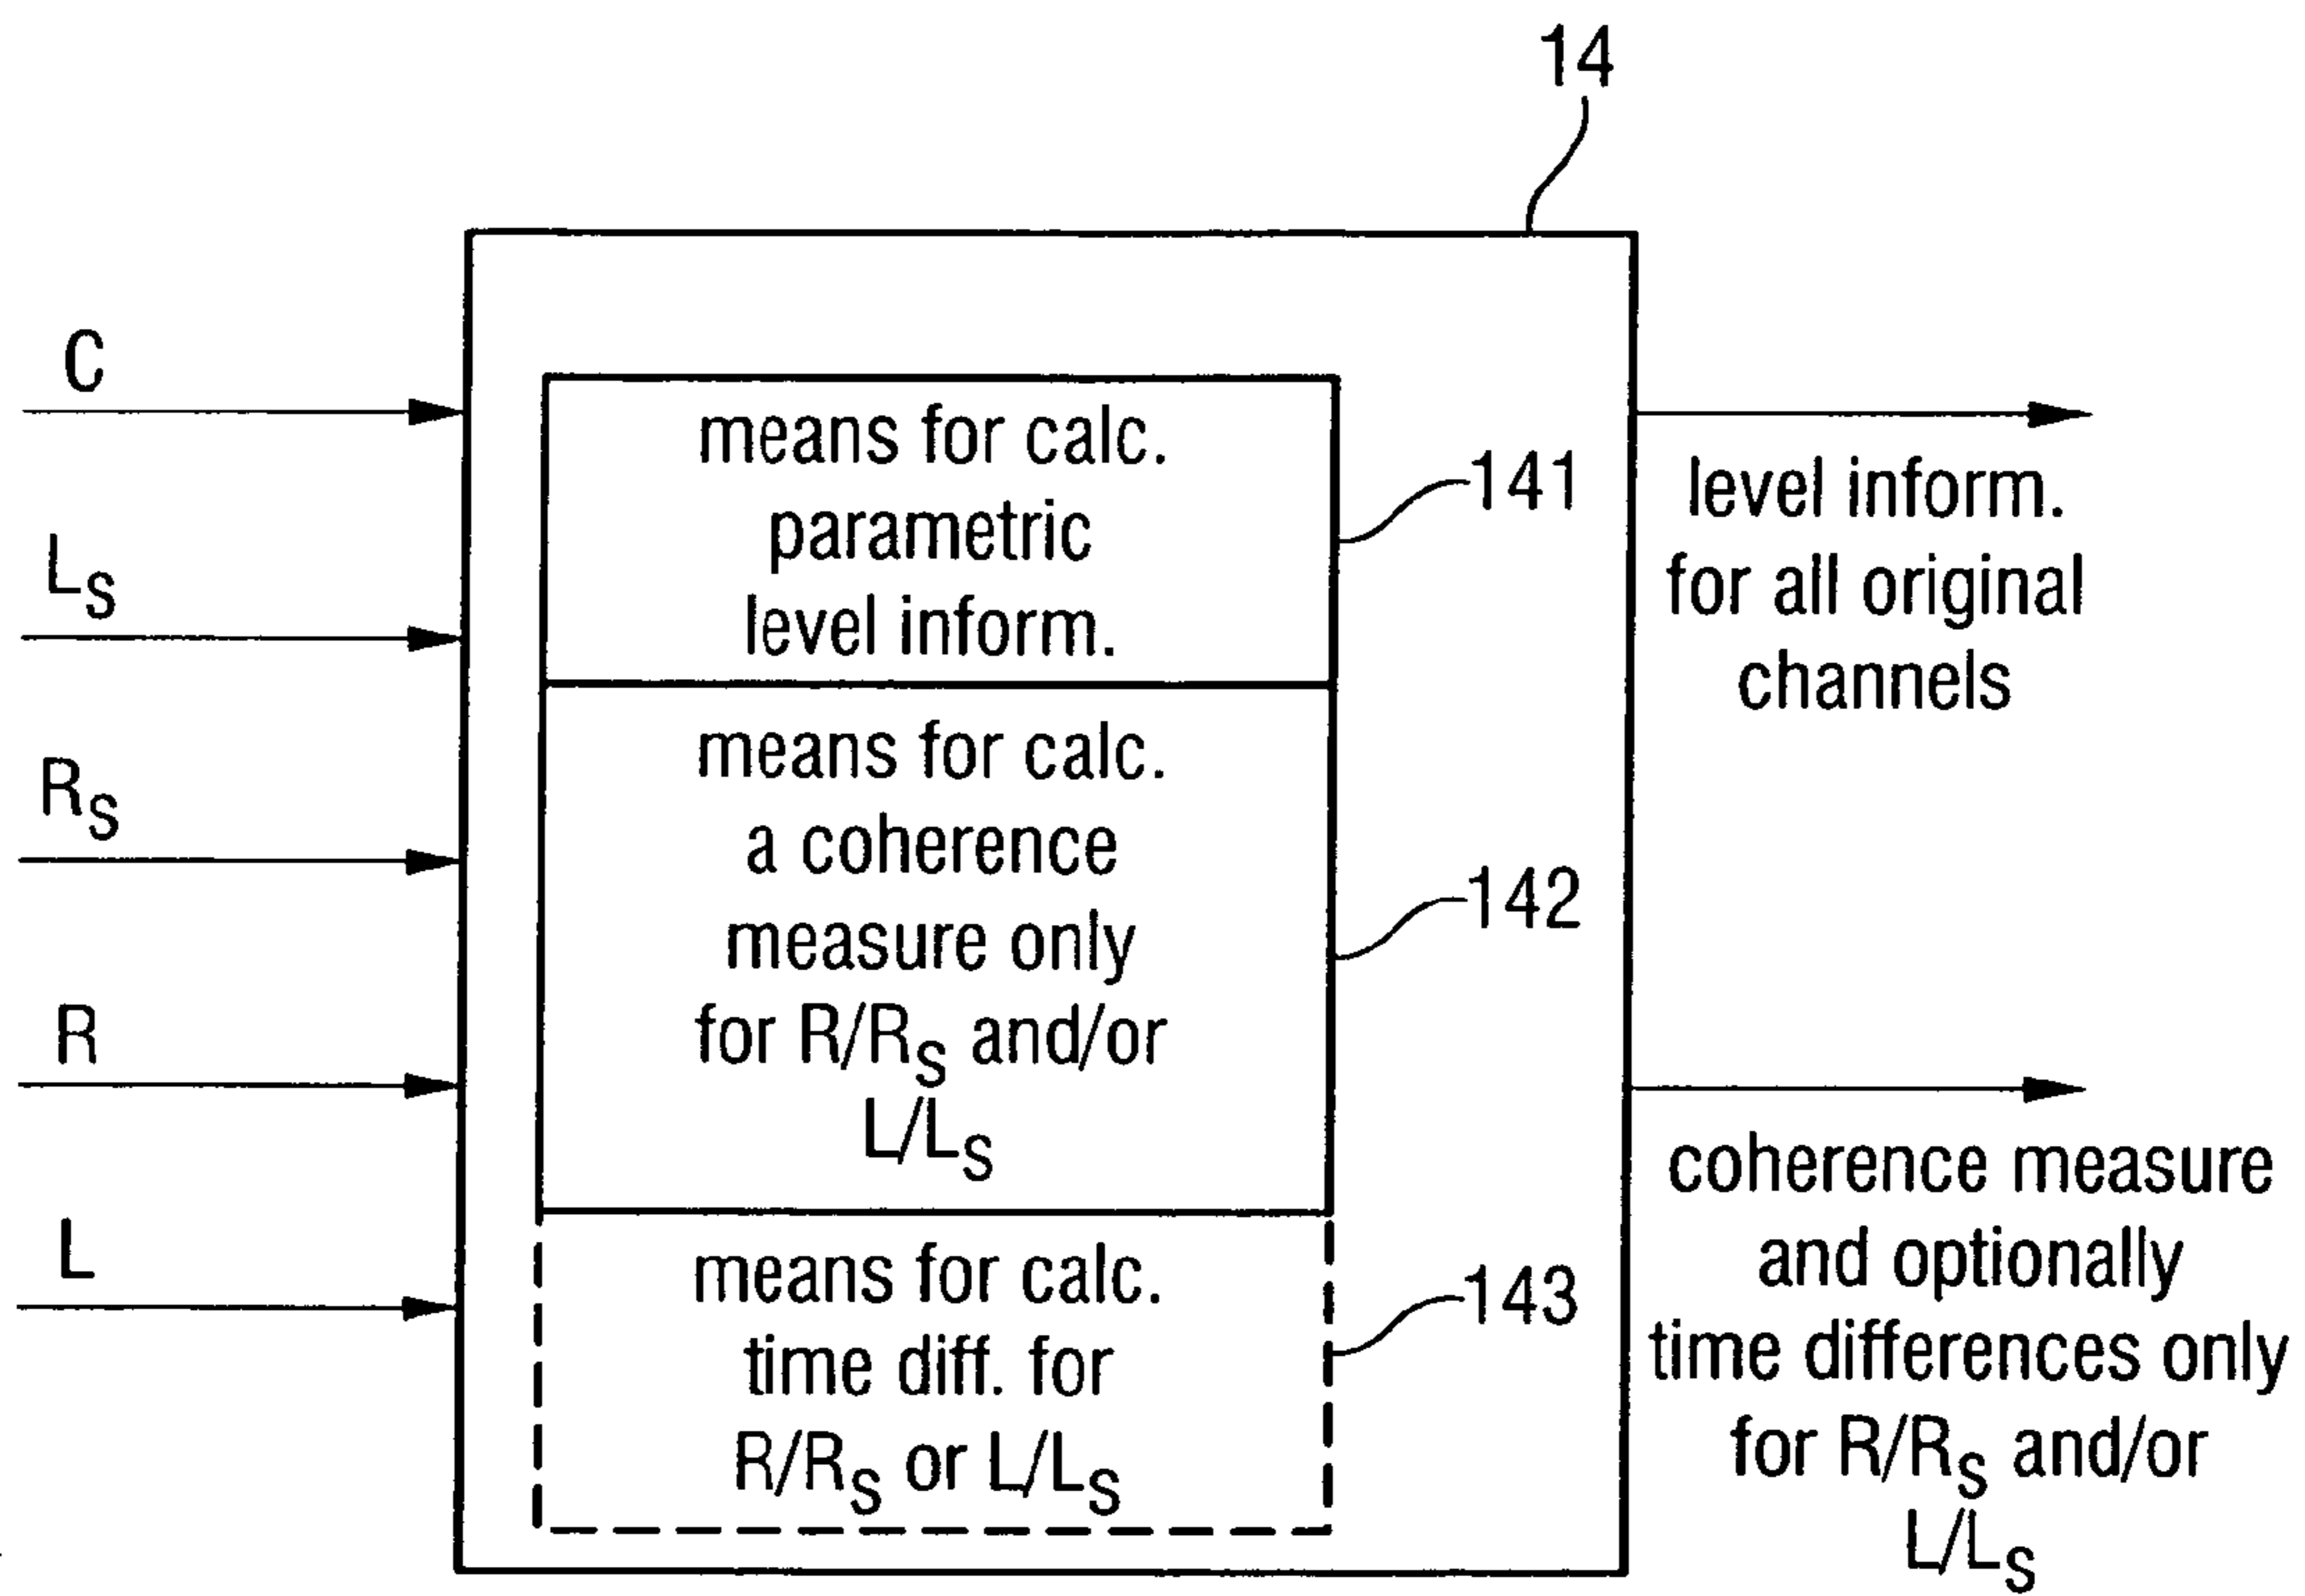 14
C
means for calc.
parametric
level inform.
141
level inform.
for all original
channels
LS
means for calc.
a coherence
measure only
for R/RS and/or
L/LS
142
RS
R
L
means for calc.
time diff. for
R/RS or L/LS
143
coherence measure
and optionally
time differences only
for R/RS and/or
L/LS